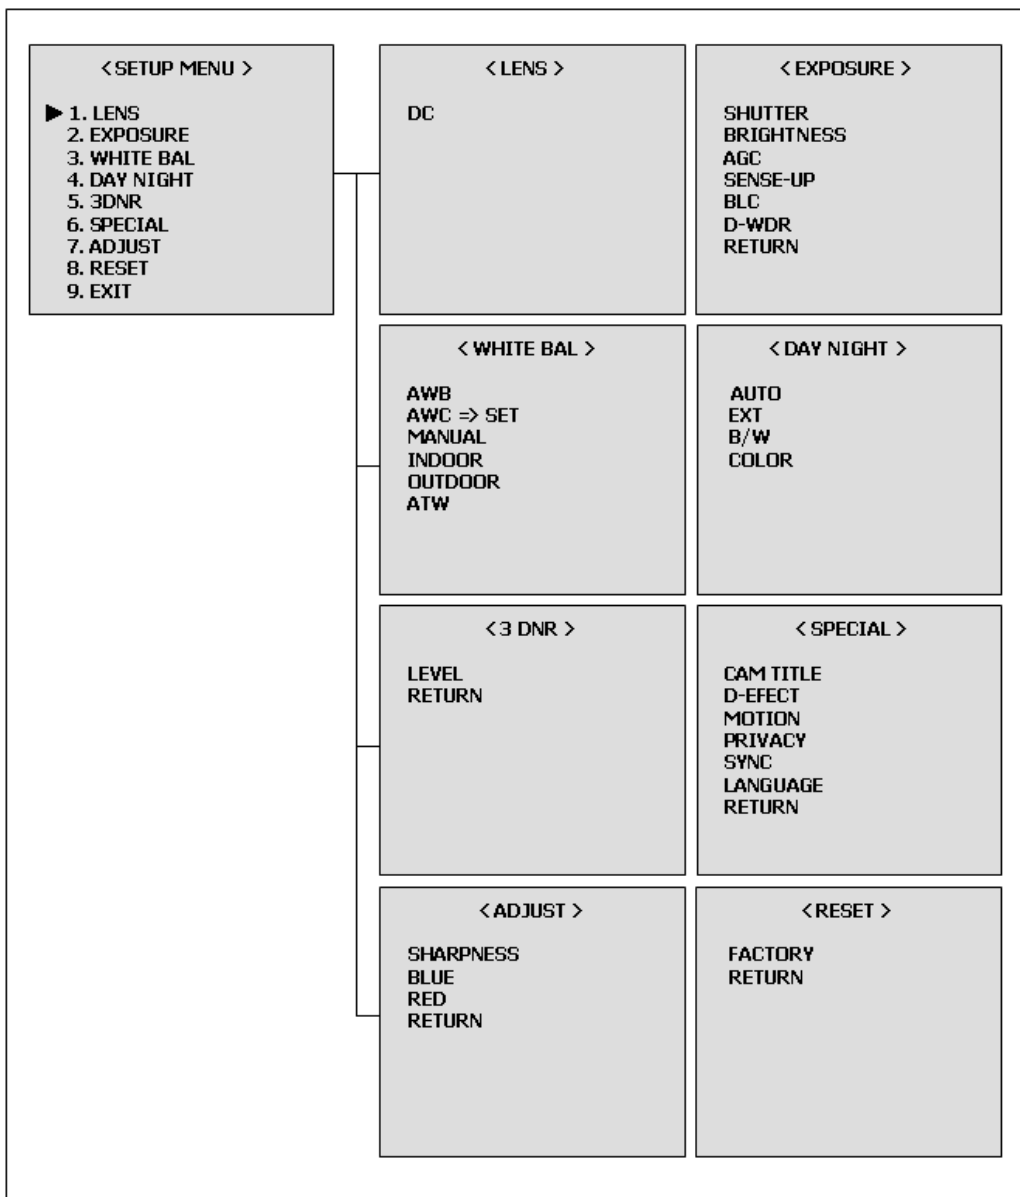 < SETUP MENU >
▶ 1. LENS
2. EXPOSURE
3. WHITE BAL
4. DAY NIGHT
5. 3DNR
6. SPECIAL
7. ADJUST
8. RESET
9. EXIT
< LENS >
DC
< EXPOSURE >
SHUTTER
BRIGHTNESS
AGC
SENSE-UP
BLC
D-WDR
RETURN
< WHITE BAL >
AWB
AWC => SET
MANUAL
INDOOR
OUTDOOR
ATW
< DAY NIGHT >
AUTO
EXT
B/W
COLOR
< 3 DNR >
LEVEL
RETURN
< SPECIAL >
CAM TITLE
D-EFECT
MOTION
PRIVACY
SYNC
LANGUAGE
RETURN
< ADJUST >
SHARPNESS
BLUE
RED
RETURN
< RESET >
FACTORY
RETURN